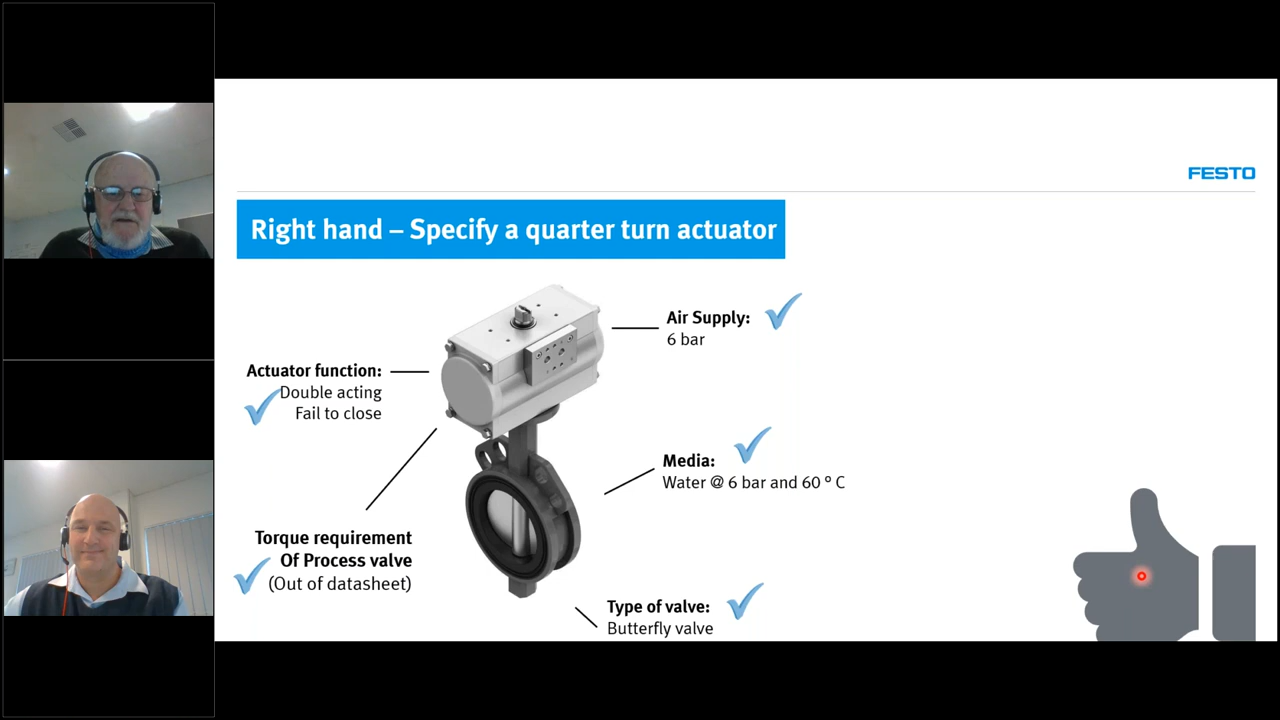 FESTO
Right hand – Specify a quarter turn actuator
Air Supply:
6 bar
Actuator function:
Double acting
Fail to close
Media:
Water @ 6 bar and 60 º C
Torque requirement
Of Process valve
(Out of datasheet)
Type of valve:
Butterfly valve